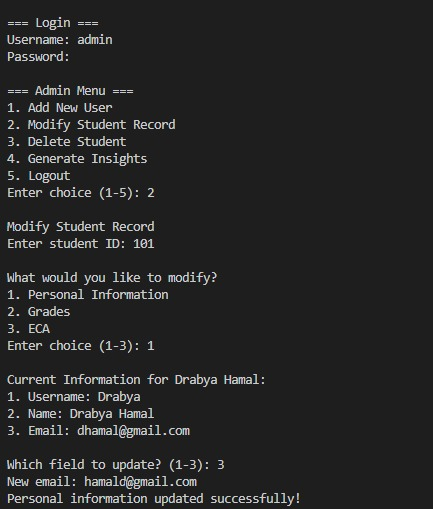 === Login ===
Username: admin
Password:
=== Admin Menu ===
1. Add New User
2. Modify Student Record
3. Delete Student
4. Generate Insights
5. Logout
Enter choice (1-5): 2
Modify Student Record
Enter student ID: 101
What would you like to modify?
1. Personal Information
2. Grades
3. ECA
Enter choice (1-3): 1
Current Information for Drabya Hamal:
1. Username: Drabya
2. Name: Drabya Hamal
3. Email: dhamal@gmail.com
Which field to update? (1-3): 3
New email: hamald@gmail.com
Personal information updated successfully!